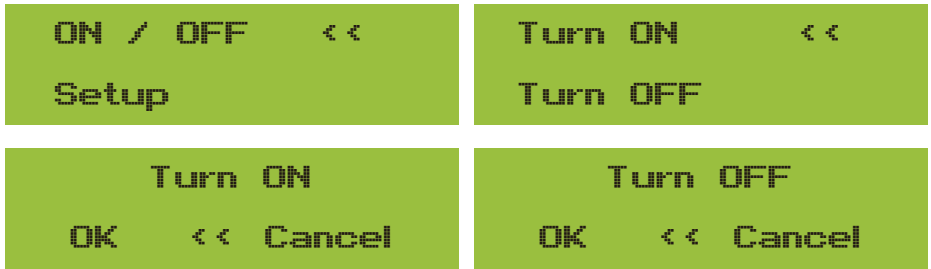 ON / OFF <<
Setup
Turn ON <<
Turn OFF
Turn ON
OK << Cancel
Turn OFF
OK << Cancel